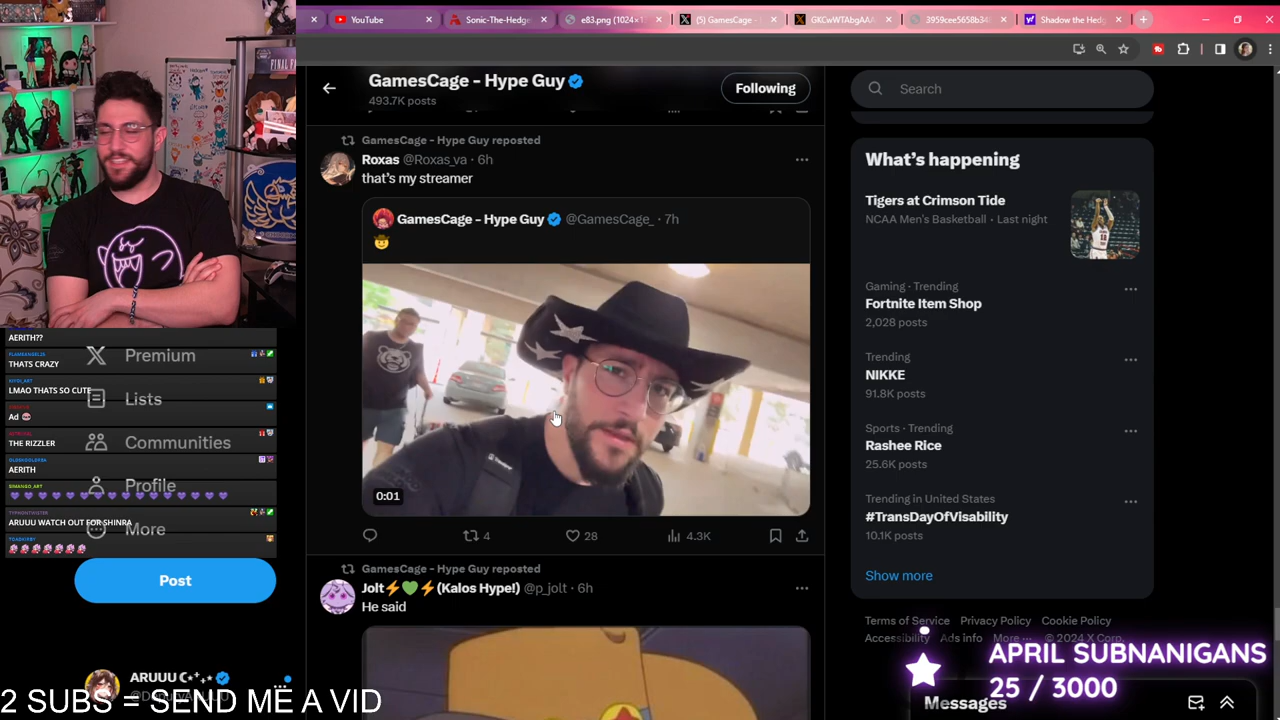 YouTube
Sonic-The-Hedge
e83.png (1024×1
(5) GamesCage -
GKCwWTAbgAAA
3959cee5658b34
Shadow the Hedg
GamesCage - Hype Guy
493.7K posts
Following
Search
GamesCage - Hype Guy reposted
Roxas @Roxas_va · 6h
that's my streamer
GamesCage - Hype Guy @GamesCage_ · 7h
0:01
4
28
4.3K
GamesCage - Hype Guy reposted
Jolt⚡💚⚡(Kalos Hype!) @p_jolt · 6h
He said
What's happening
Tigers at Crimson Tide
NCAA Men's Basketball · Last night
Gaming · Trending
Fortnite Item Shop
2,028 posts
Trending
NIKKE
91.8K posts
Sports · Trending
Rashee Rice
25.6K posts
Trending in United States
#TransDayOfVisability
10.1K posts
Show more
Terms of Service Privacy Policy Cookie Policy
Accessibility Ads info More ··· © 2024 X Corp.
Messages
APRIL SUBNANIGANS
25 / 3000
AERITH??
THATS CRAZY
LMAO THATS SO CUTE
Ad
THE RIZZLER
AERITH
ARUUU WATCH OUT FOR SHINRA
Premium
Lists
Communities
Profile
More
Post
ARUUU
2 SUBS = SEND ME A VID